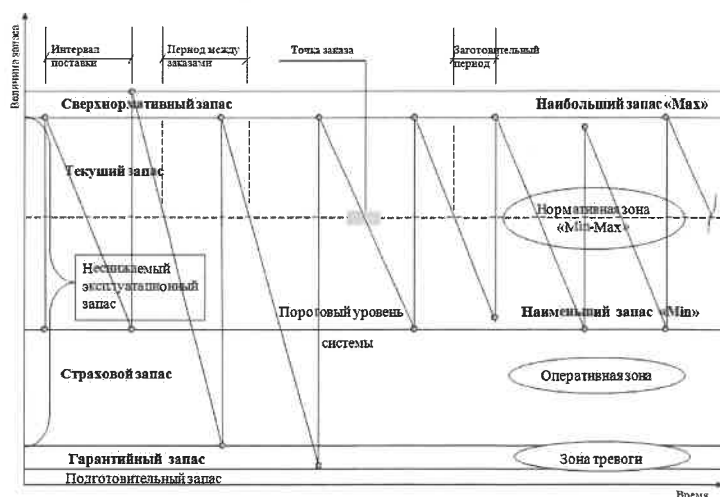 Величина запаса
Интервал
поставки
Период между
заказами
Точка заказа
Заготовительный
период
Сверхнормативный запас
Наибольший запас «Max»
Текущий запас
Нормативная зона
«Min-Max»
Неснижаемый
эксплуатационный
запас
Пороговый уровень
системы
Наименьший запас «Min»
Страховой запас
Оперативная зона
Гарантийный запас
Зона тревоги
Подготовительный запас
Время